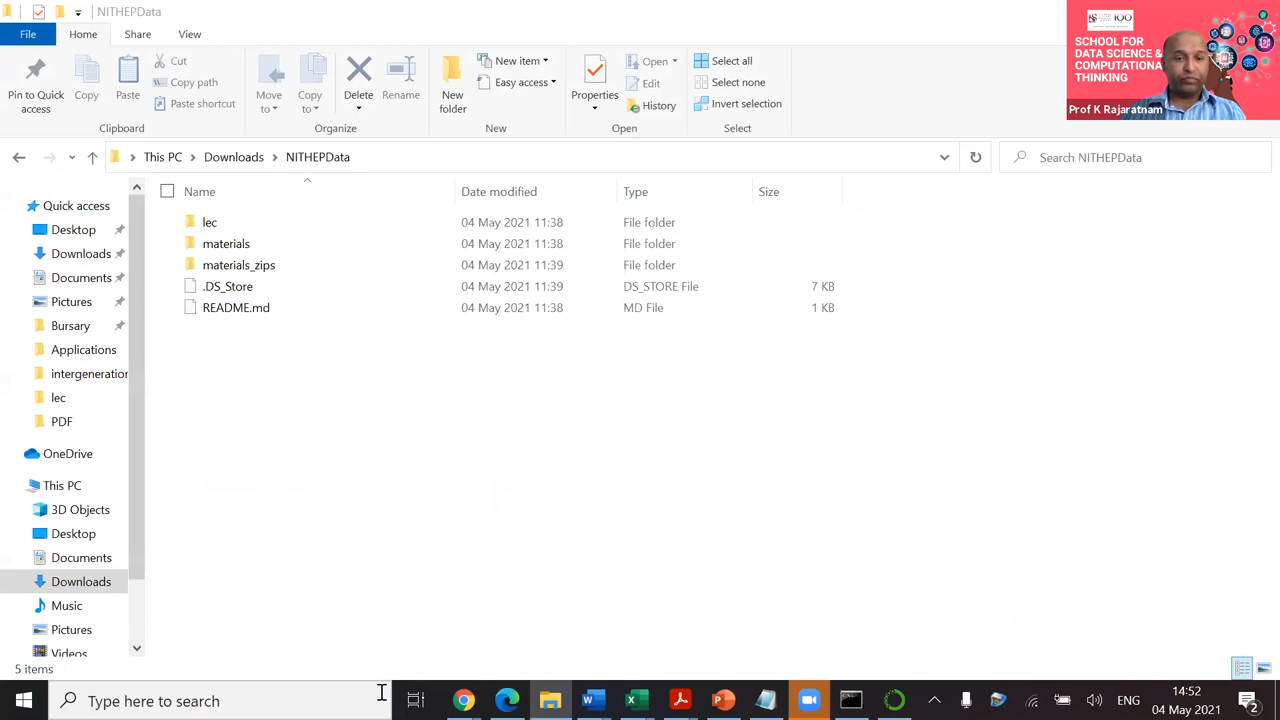 NITHEPData
File Home Share View
Pin to Quick access
Copy
Paste
Cut
Copy path
Paste shortcut
Clipboard
Move to
Copy to
Delete
Rename
Organize
New folder
New item
Easy access
New
Properties
Open
Edit
History
Open
Select all
Select none
Invert selection
Select
100
SCHOOL FOR
DATA SCIENCE &
COMPUTATIONAL
THINKING
Prof K Rajaratnam
This PC Downloads NITHEPData
Search NITHEPData
Name Date modified Type Size
lec 04 May 2021 11:38 File folder
materials 04 May 2021 11:38 File folder
materials_zips 04 May 2021 11:39 File folder
.DS_Store 04 May 2021 11:39 DS_STORE File 7 KB
README.md 04 May 2021 11:38 MD File 1 KB
Quick access
Desktop
Downloads
Documents
Pictures
Bursary
Applications
intergeneration
lec
PDF
OneDrive
This PC
3D Objects
Desktop
Documents
Downloads
Music
Pictures
Videos
5 items
Type here to search
ENG
14:52
04 May 2021
2